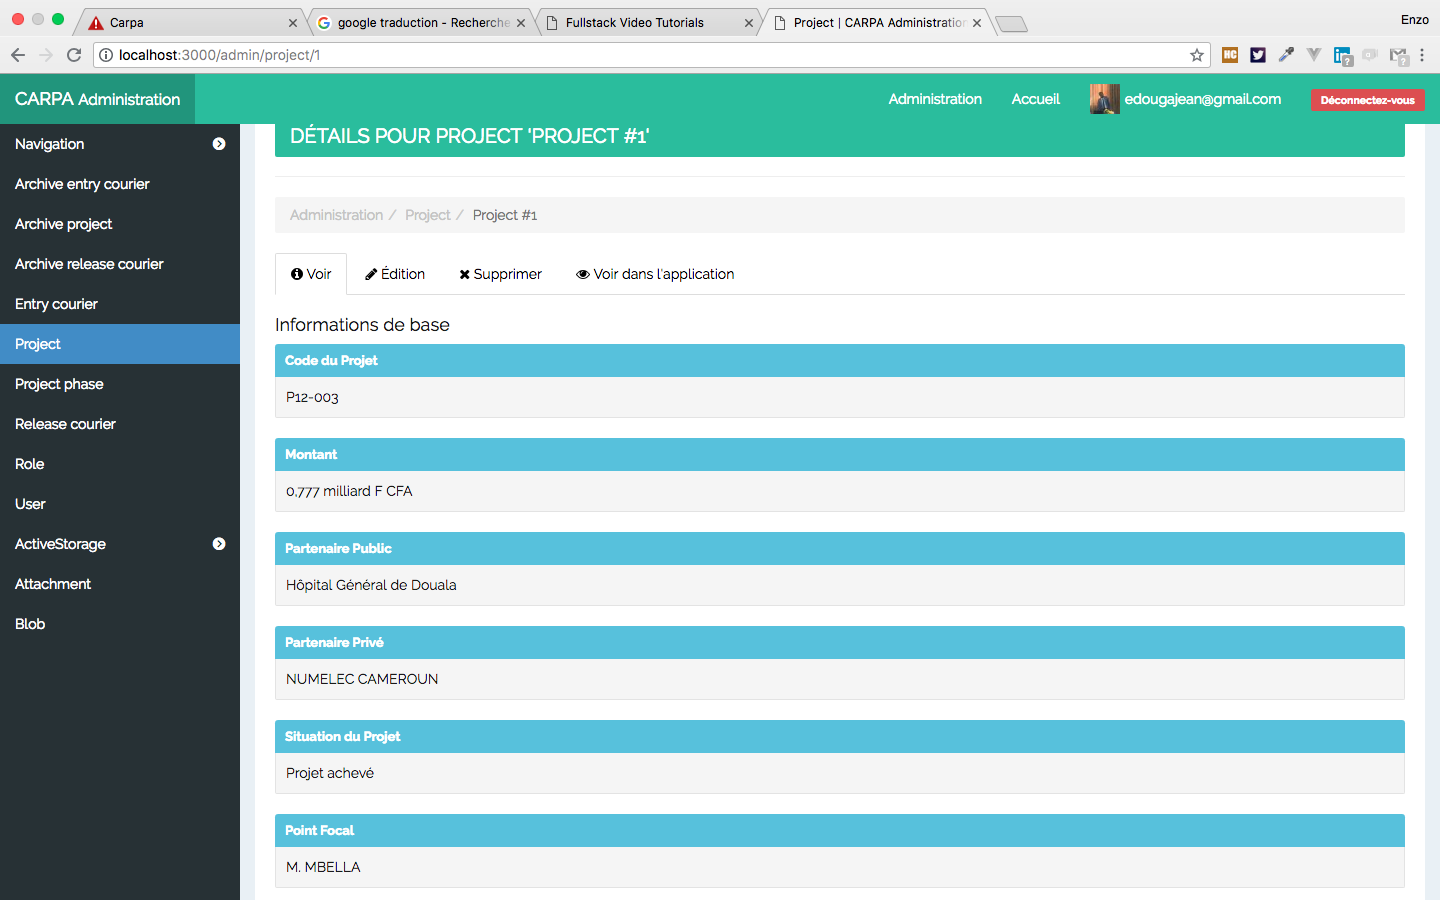 Carpa
google traduction - Recherche
Fullstack Video Tutorials
Project | CARPA Administration
Enzo
localhost:3000/admin/project/1
HC
?
?
CARPA Administration
Administration
Accueil
edougajean@gmail.com
Déconnectez-vous
Navigation
Archive entry courier
Archive project
Archive release courier
Entry courier
Project
Project phase
Release courier
Role
User
ActiveStorage
Attachment
Blob
DÉTAILS POUR PROJECT 'PROJECT #1'
Administration / Project / Project #1
Voir
Édition
Supprimer
Voir dans l'application
Informations de base
Code du Projet
P12-003
Montant
0,777 milliard F CFA
Partenaire Public
Hôpital Général de Douala
Partenaire Privé
NUMELEC CAMEROUN
Situation du Projet
Projet achevé
Point Focal
M. MBELLA